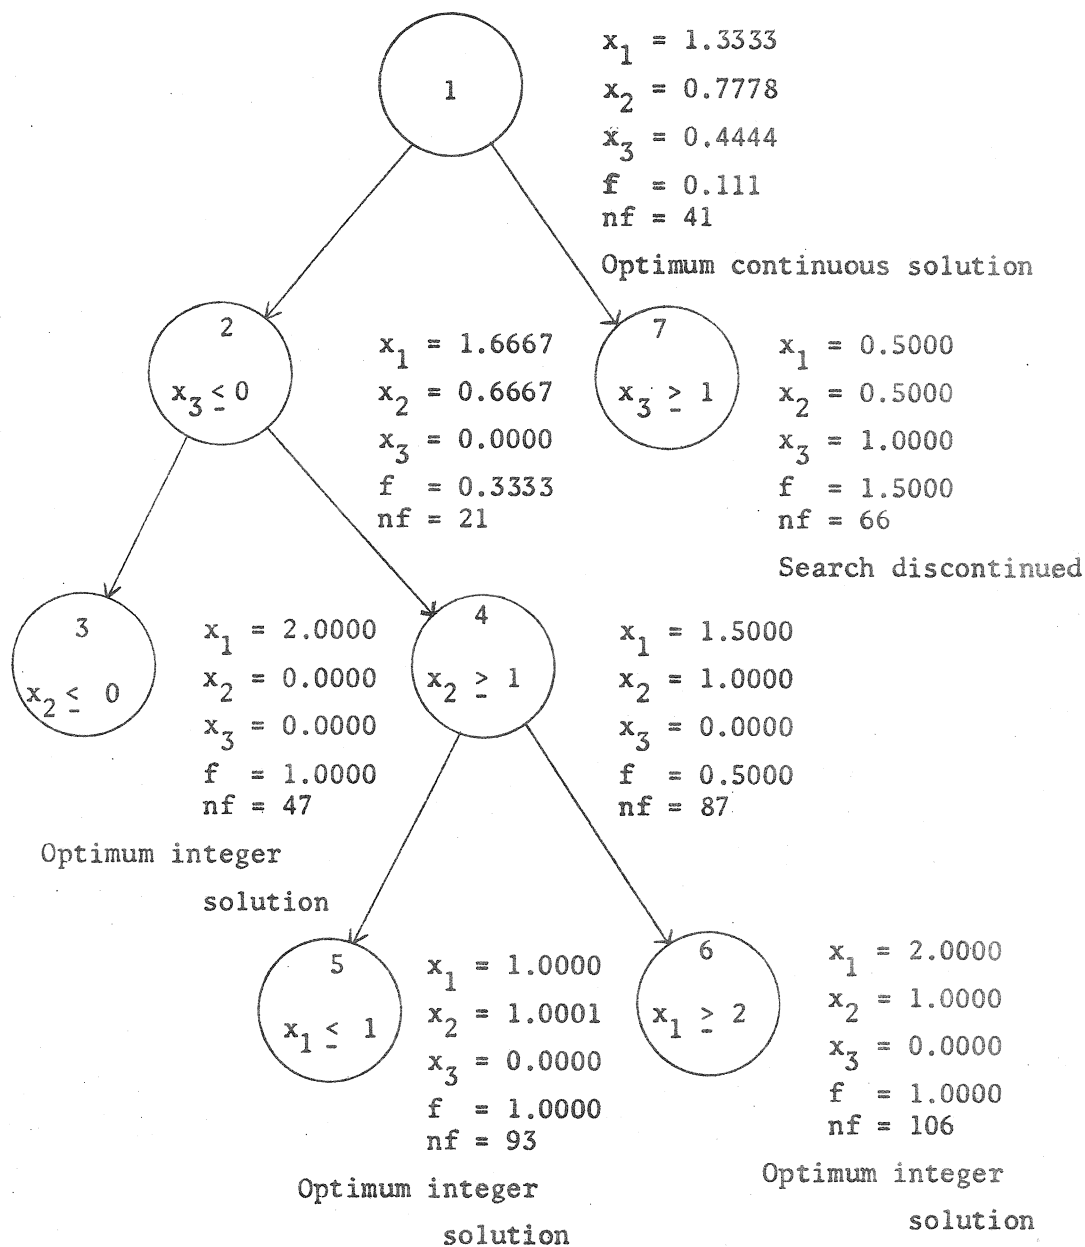 1
x1 = 1.3333
x2 = 0.7778
x3 = 0.4444
f = 0.111
nf = 41
Optimum continuous solution
2
x3 ≤ 0
x1 = 1.6667
x2 = 0.6667
x3 = 0.0000
f = 0.3333
nf = 21
7
x3 ≥ 1
x1 = 0.5000
x2 = 0.5000
x3 = 1.0000
f = 1.5000
nf = 66
Search discontinued
3
x2 ≤ 0
x1 = 2.0000
x2 = 0.0000
x3 = 0.0000
f = 1.0000
nf = 47
Optimum integer
solution
4
x2 ≥ 1
x1 = 1.5000
x2 = 1.0000
x3 = 0.0000
f = 0.5000
nf = 87
5
x1 ≤ 1
x1 = 1.0000
x2 = 1.0001
x3 = 0.0000
f = 1.0000
nf = 93
Optimum integer
solution
6
x1 ≥ 2
x1 = 2.0000
x2 = 1.0000
x3 = 0.0000
f = 1.0000
nf = 106
Optimum integer
solution